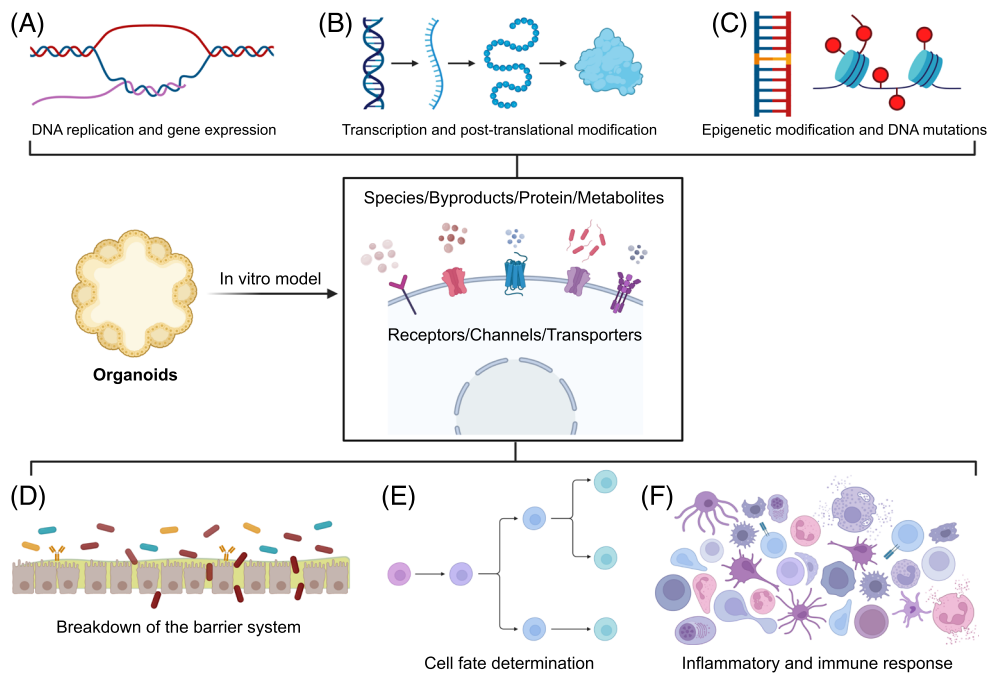 (A)
(B)
(C)
DNA replication and gene expression
Transcription and post-translational modification
Epigenetic modification and DNA mutations
Species/Byproducts/Protein/Metabolites
In vitro model
Receptors/Channels/Transporters
Organoids
(D)
(E)
(F)
Breakdown of the barrier system
Cell fate determination
Inflammatory and immune response